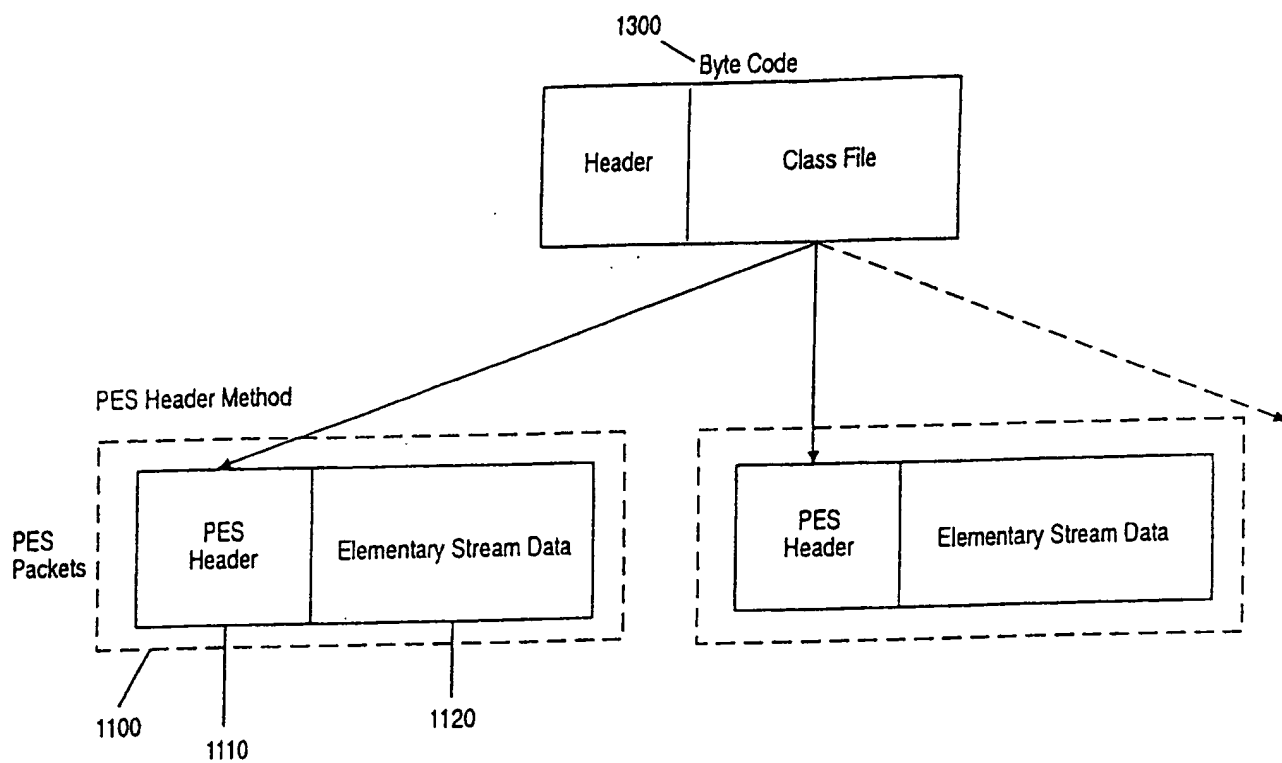 1300
Byte Code
Header
Class File
PES Header Method
PES
Packets
PES
Header
Elementary Stream Data
PES
Header
Elementary Stream Data
1100
1110
1120